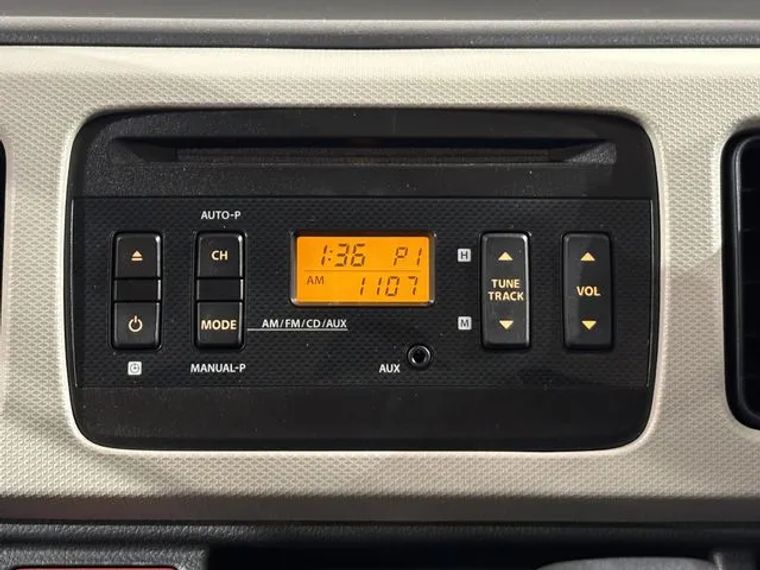 AUTO-P
CH
1:36 P1
AM 1107
H
TUNE
TRACK
VOL
MODE
AM/FM/CD/AUX
M
MANUAL-P
AUX